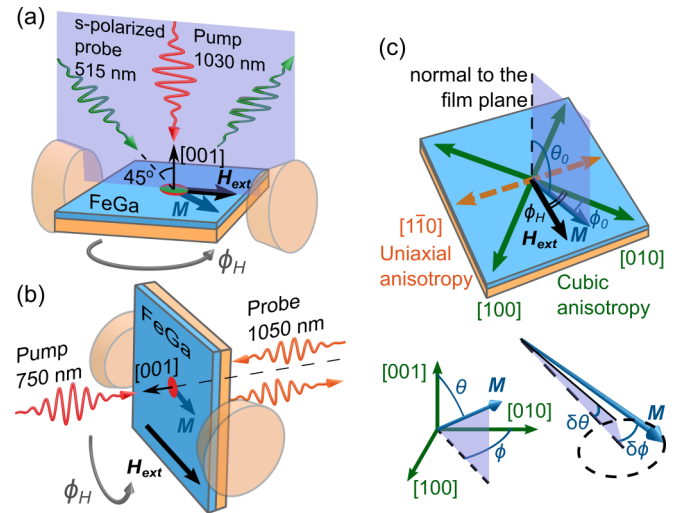 (a)
s-polarized
probe
515 nm
Pump
1030 nm
[001]
45°
H_ext
FeGa
M
ϕ_H
(b)
Pump
750 nm
FeGa
[001]
M
H_ext
ϕ_H
Probe
1050 nm
(c)
normal to the
film plane
θ_0
ϕ_H
ϕ_0
H_ext
M
[11̄0]
Uniaxial
anisotropy
[010]
Cubic
anisotropy
[100]
[001]
θ
M
[010]
ϕ
[100]
M
δθ
δϕ